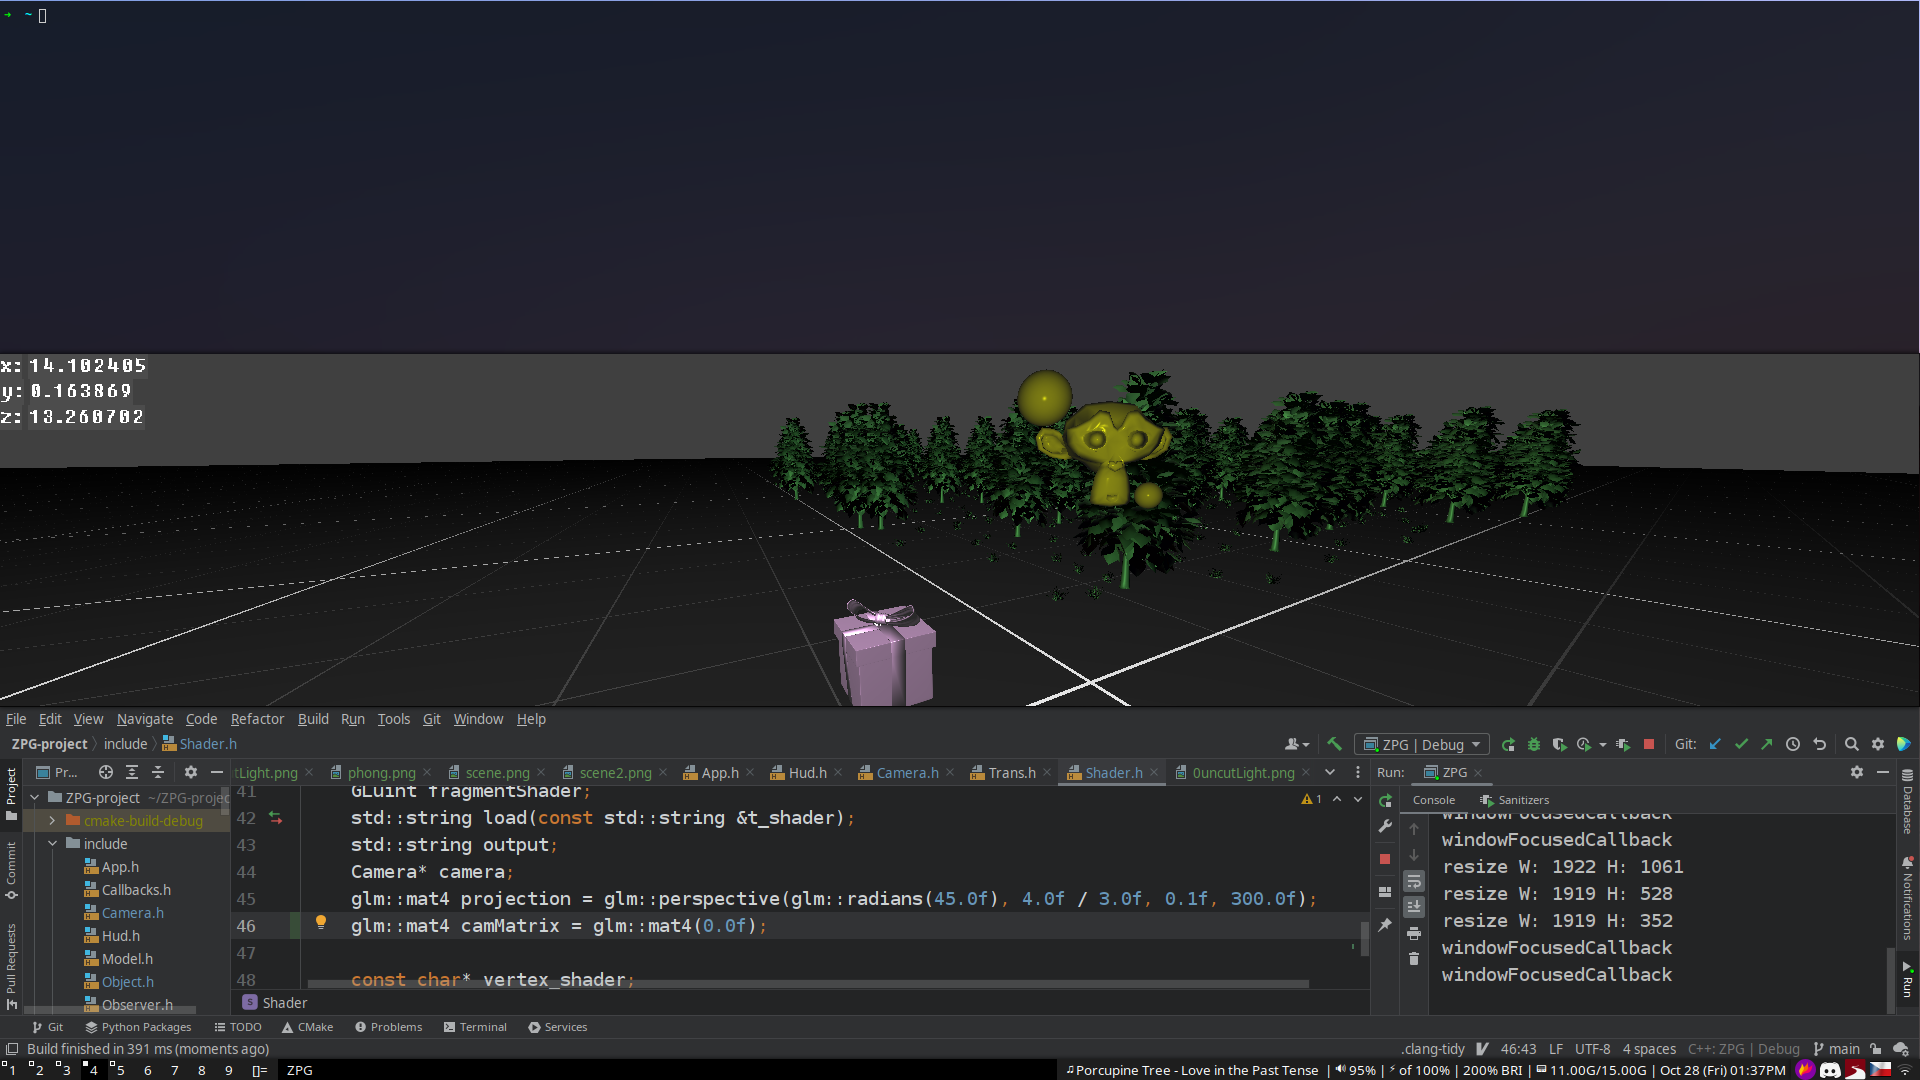 ~
x: 14.102405
y: 0.163869
z: 13.260702
File Edit View Navigate Code Refactor Build Run Tools Git Window Help
ZPG-project include Shader.h
ZPG | Debug
Git:
Project
Pr...
tLight.png phong.png scene.png scene2.png App.h Hud.h Camera.h Trans.h Shader.h 0uncutLight.png
Run: ZPG
ZPG-project ~/ZPG-projec
cmake-build-debug
include
App.h
Callbacks.h
Camera.h
Hud.h
Model.h
Object.h
Observer.h
Commit
Pull Requests
41 GLuint fragmentShader;
42 std::string load(const std::string &t_shader);
43 std::string output;
44 Camera* camera;
45 glm::mat4 projection = glm::perspective(glm::radians(45.0f), 4.0f / 3.0f, 0.1f, 300.0f);
46 glm::mat4 camMatrix = glm::mat4(0.0f);
47
48 const char* vertex_shader;
1
S Shader
Console Sanitizers
windowFocusedCallback
windowFocusedCallback
resize W: 1922 H: 1061
resize W: 1919 H: 528
resize W: 1919 H: 352
windowFocusedCallback
windowFocusedCallback
Database
Notifications
Run
Git Python Packages TODO CMake Problems Terminal Services
Build finished in 391 ms (moments ago)
.clang-tidy 46:43 LF UTF-8 4 spaces C++: ZPG | Debug main
1 2 3 4 5 6 7 8 9 []= ZPG
♫Porcupine Tree - Love in the Past Tense | 95% | ⚡ of 100% | 200% BRI | 11.00G/15.00G | Oct 28 (Fri) 01:37PM